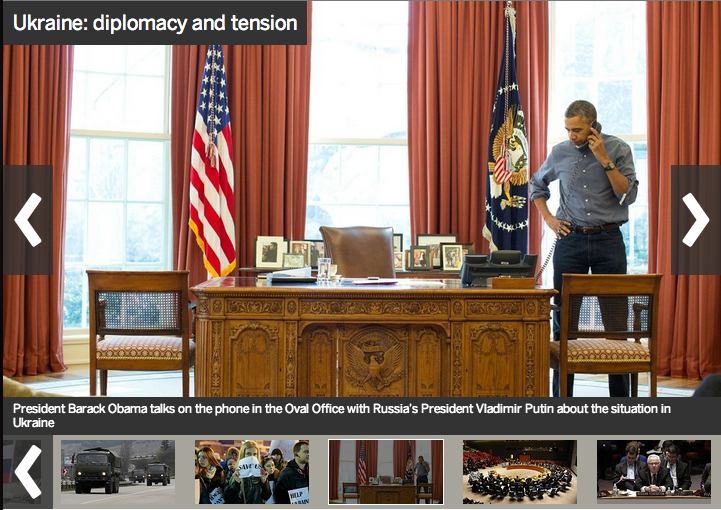 Ukraine: diplomacy and tension
President Barack Obama talks on the phone in the Oval Office with Russia's President Vladimir Putin about the situation in
Ukraine
SAVE US
HELP